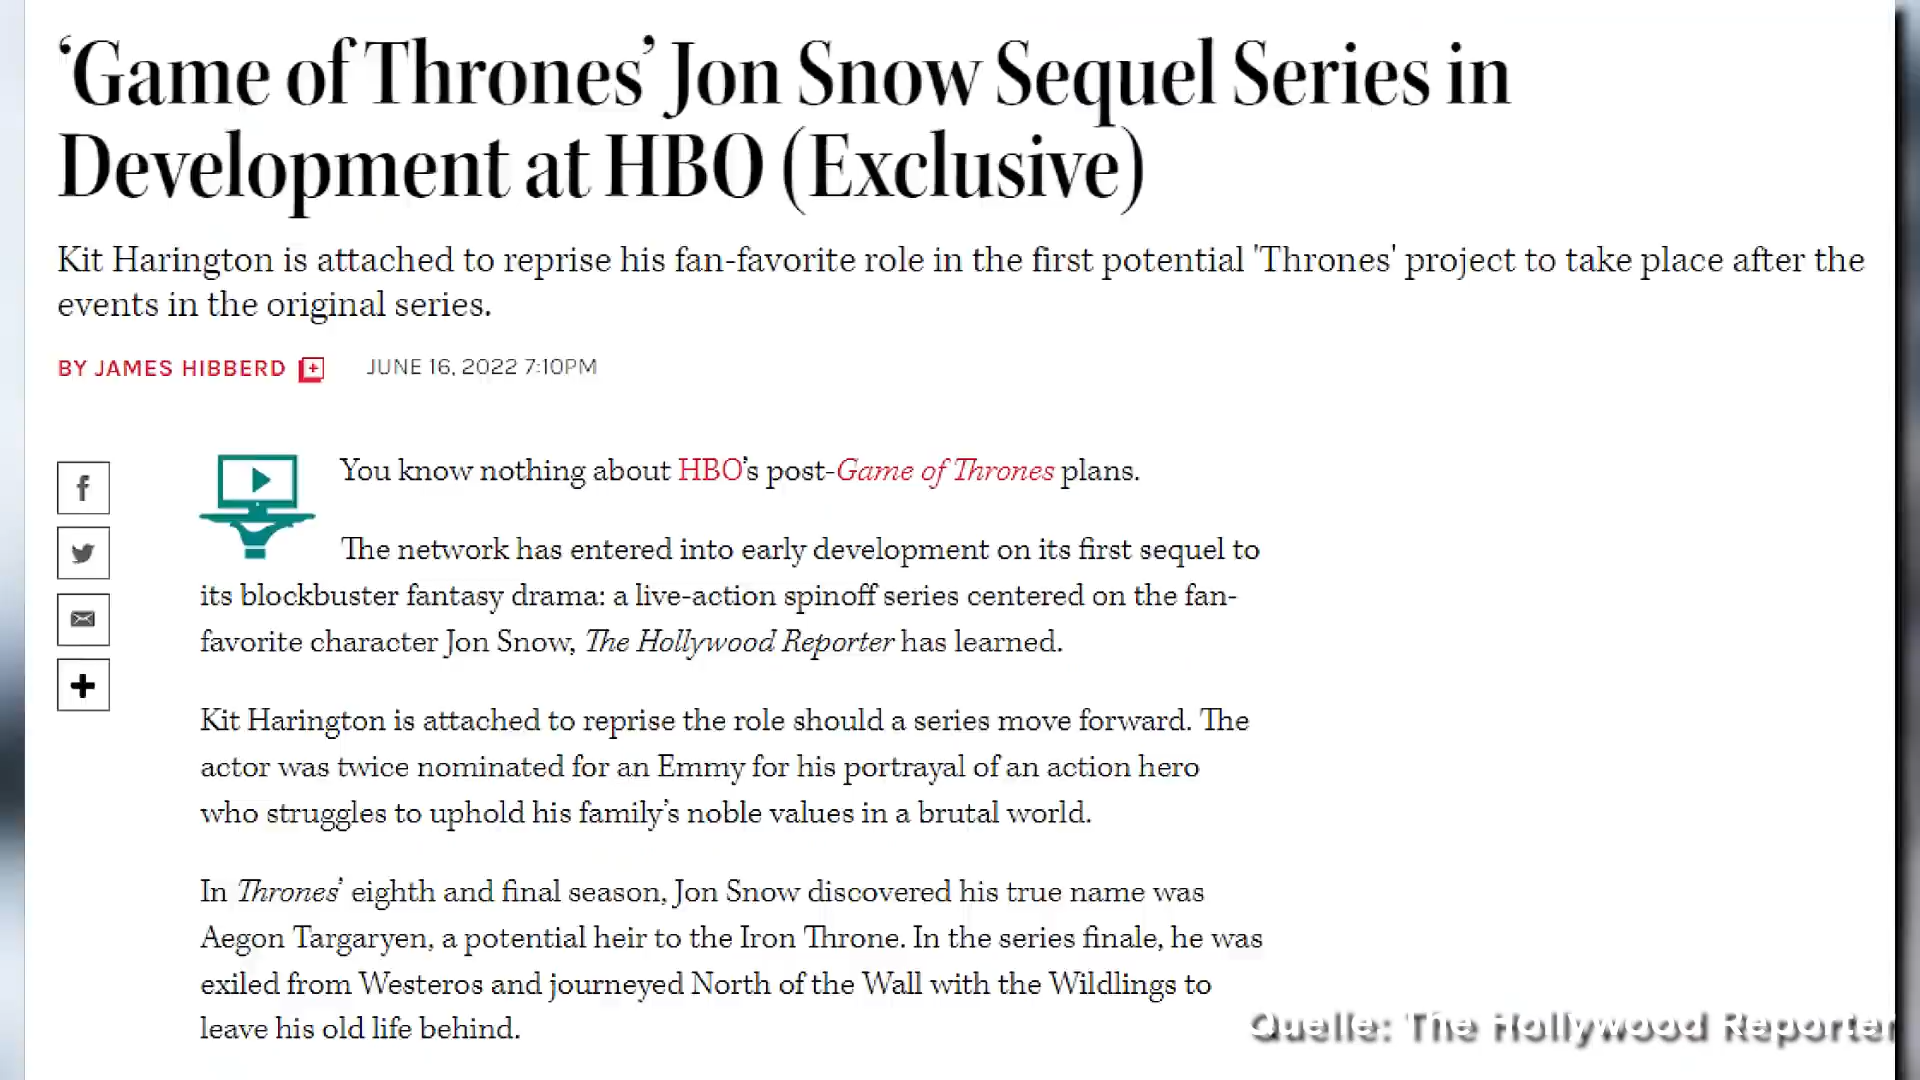 ‘Game of Thrones’ Jon Snow Sequel Series in
Development at HBO (Exclusive)
Kit Harington is attached to reprise his fan-favorite role in the first potential 'Thrones' project to take place after the
events in the original series.
BY JAMES HIBBERD JUNE 16, 2022 7:10PM
You know nothing about HBO’s post-Game of Thrones plans.
The network has entered into early development on its first sequel to
its blockbuster fantasy drama: a live-action spinoff series centered on the fan-
favorite character Jon Snow, The Hollywood Reporter has learned.
Kit Harington is attached to reprise the role should a series move forward. The
actor was twice nominated for an Emmy for his portrayal of an action hero
who struggles to uphold his family’s noble values in a brutal world.
In Thrones’ eighth and final season, Jon Snow discovered his true name was
Aegon Targaryen, a potential heir to the Iron Throne. In the series finale, he was
exiled from Westeros and journeyed North of the Wall with the Wildlings to
leave his old life behind.
Quelle: The Hollywood Reporter